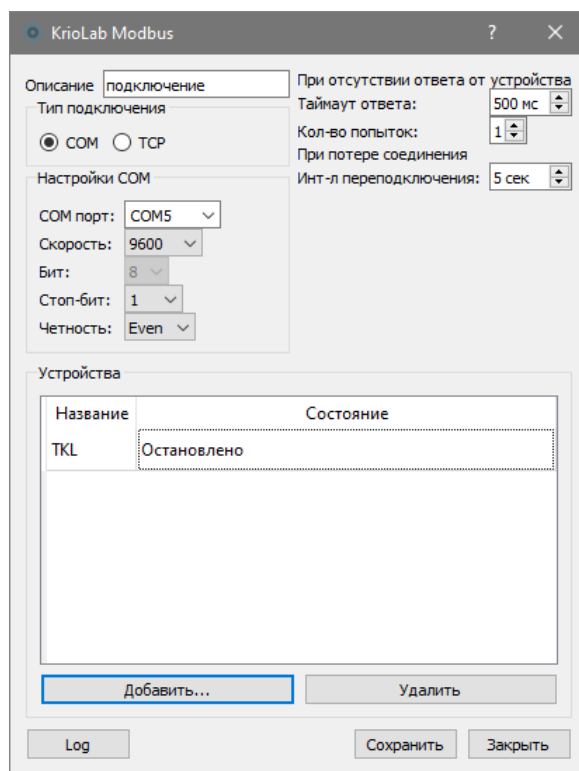 KrioLab Modbus ? ×
Описание подключение
Тип подключения
COM TCP
Настройки COM
COM порт: COM5
Скорость: 9600
Бит: 8
Стоп-бит: 1
Четность: Even
При отсутствии ответа от устройства
Таймаут ответа: 500 мс
Кол-во попыток: 1
При потере соединения
Инт-л переподключения: 5 сек
Устройства
Название Состояние
TKL Остановлено
Добавить... Удалить
Log Сохранить Закрыть